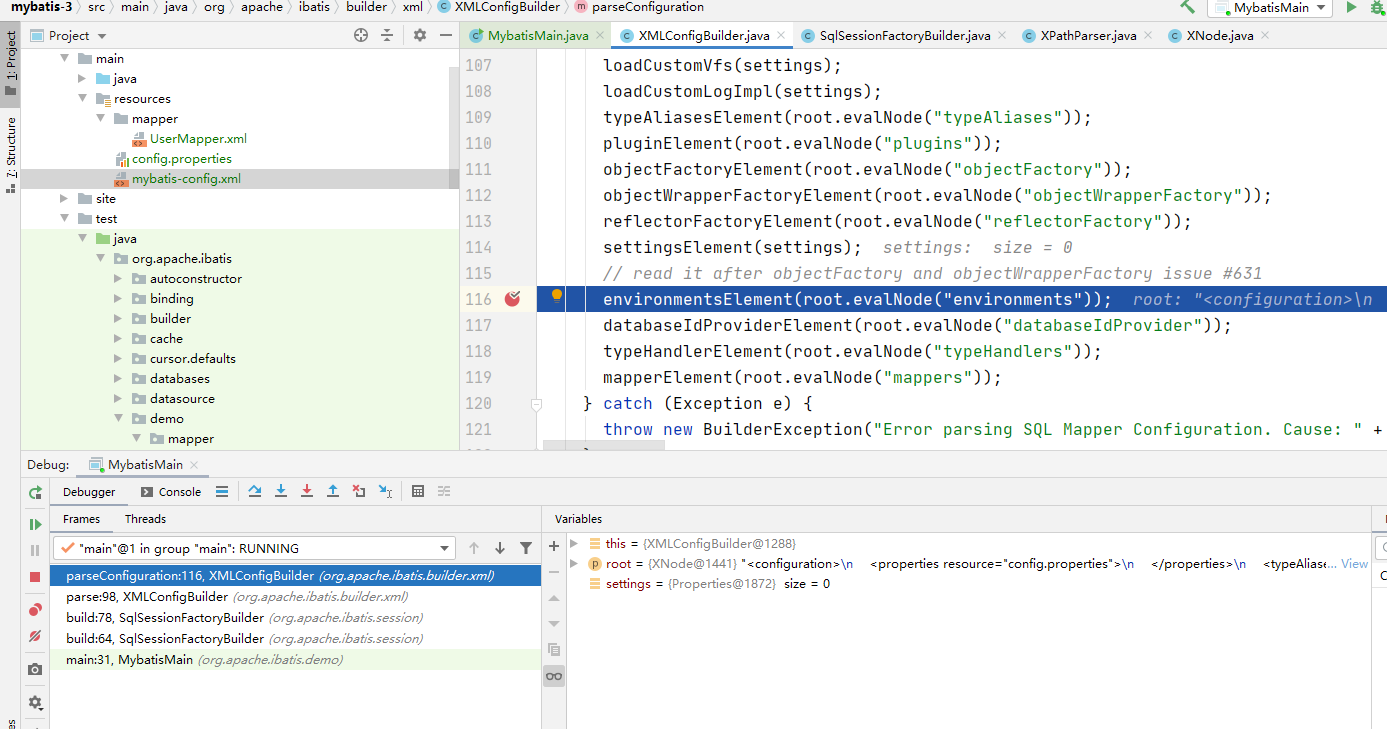 mybatis-3 > src > main > java > org > apache > ibatis > builder > xml > XMLConfigBuilder > parseConfiguration
MybatisMain
1: Project
7: Structure
Project
main
java
resources
mapper
UserMapper.xml
config.properties
mybatis-config.xml
site
test
java
org.apache.ibatis
autoconstructor
binding
builder
cache
cursor.defaults
databases
datasource
demo
mapper
MybatisMain.java
XMLConfigBuilder.java
SqlSessionFactoryBuilder.java
XPathParser.java
XNode.java
107 loadCustomVfs(settings);
108 loadCustomLogImpl(settings);
109 typeAliasesElement(root.evalNode("typeAliases"));
110 pluginElement(root.evalNode("plugins"));
111 objectFactoryElement(root.evalNode("objectFactory"));
112 objectWrapperFactoryElement(root.evalNode("objectWrapperFactory"));
113 reflectorFactoryElement(root.evalNode("reflectorFactory"));
114 settingsElement(settings); settings: size = 0
115 // read it after objectFactory and objectWrapperFactory issue #631
116 environmentsElement(root.evalNode("environments")); root: "<configuration>\n
117 databaseIdProviderElement(root.evalNode("databaseIdProvider"));
118 typeHandlerElement(root.evalNode("typeHandlers"));
119 mapperElement(root.evalNode("mappers"));
120 } catch (Exception e) {
121 throw new BuilderException("Error parsing SQL Mapper Configuration. Cause: " +
Debug: MybatisMain
Debugger Console
Frames Threads
"main"@1 in group "main": RUNNING
parseConfiguration:116, XMLConfigBuilder (org.apache.ibatis.builder.xml)
parse:98, XMLConfigBuilder (org.apache.ibatis.builder.xml)
build:78, SqlSessionFactoryBuilder (org.apache.ibatis.session)
build:64, SqlSessionFactoryBuilder (org.apache.ibatis.session)
main:31, MybatisMain (org.apache.ibatis.demo)
Variables
this = {XMLConfigBuilder@1288}
root = {XNode@1441} "<configuration>\n <properties resource="config.properties">\n </properties>\n <typeAliase... View
settings = {Properties@1872} size = 0